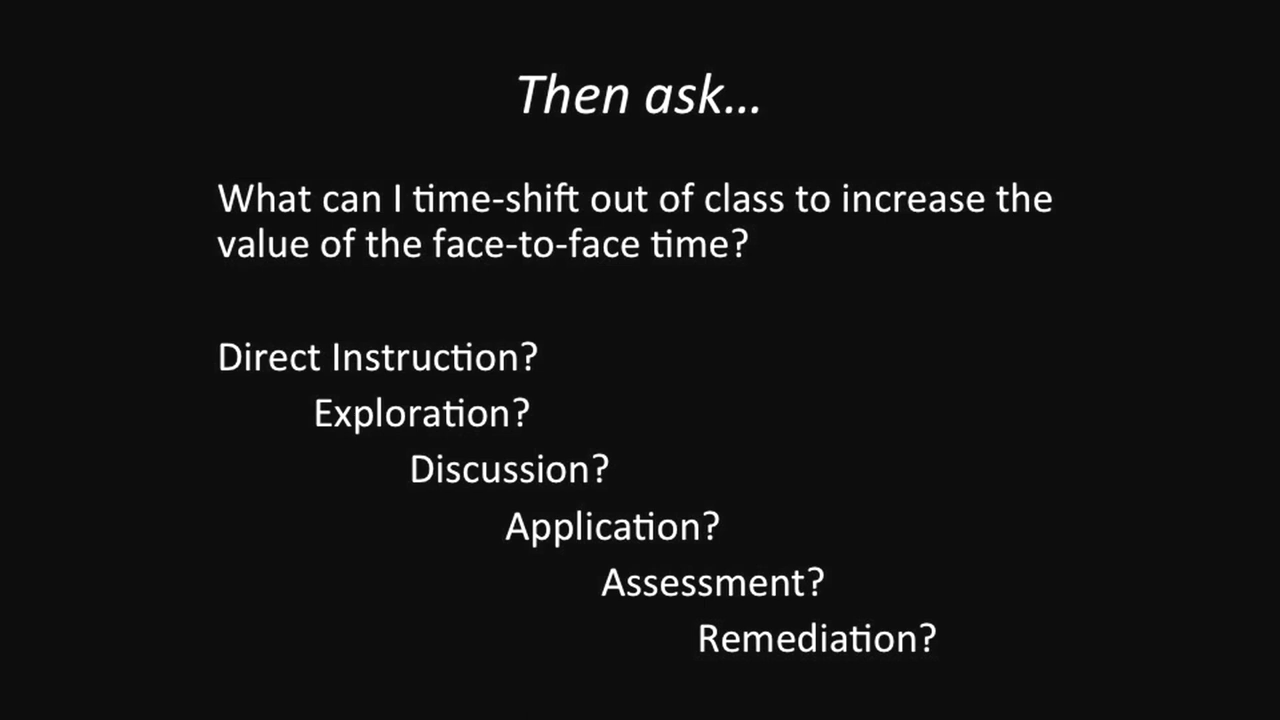 Then ask...
What can I time-shift out of class to increase the
value of the face-to-face time?
Direct Instruction?
Exploration?
Discussion?
Application?
Assessment?
Remediation?